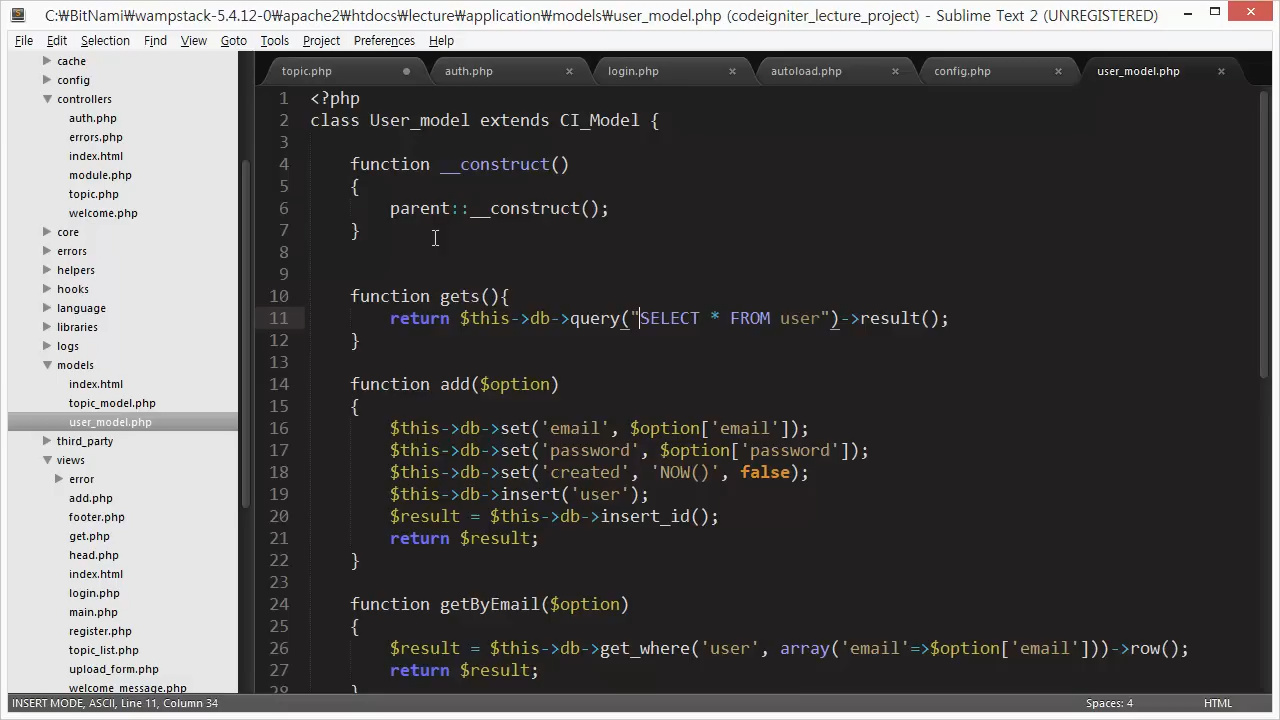 C:₩BitNami₩wampstack-5.4.12-0₩apache2₩htdocs₩lecture₩application₩models₩user_model.php (codeigniter_lecture_project) - Sublime Text 2 (UNREGISTERED)
File Edit Selection Find View Goto Tools Project Preferences Help
topic.php auth.php login.php autoload.php config.php user_model.php
cache
config
controllers
auth.php
errors.php
index.html
module.php
topic.php
welcome.php
core
errors
helpers
hooks
language
libraries
logs
models
index.html
topic_model.php
user_model.php
third_party
views
error
add.php
footer.php
get.php
head.php
index.html
login.php
main.php
register.php
topic_list.php
upload_form.php
welcome_message.php
1 <?php
2 class User_model extends CI_Model {
3
4 function __construct()
5 {
6 parent::__construct();
7 }
8
9
10 function gets(){
11 return $this->db->query("SELECT * FROM user")->result();
12 }
13
14 function add($option)
15 {
16 $this->db->set('email', $option['email']);
17 $this->db->set('password', $option['password']);
18 $this->db->set('created', 'NOW()', false);
19 $this->db->insert('user');
20 $result = $this->db->insert_id();
21 return $result;
22 }
23
24 function getByEmail($option)
25 {
26 $result = $this->db->get_where('user', array('email'=>$option['email']))->row();
27 return $result;
28 }
INSERT MODE, ASCII, Line 11, Column 34 Spaces: 4 HTML